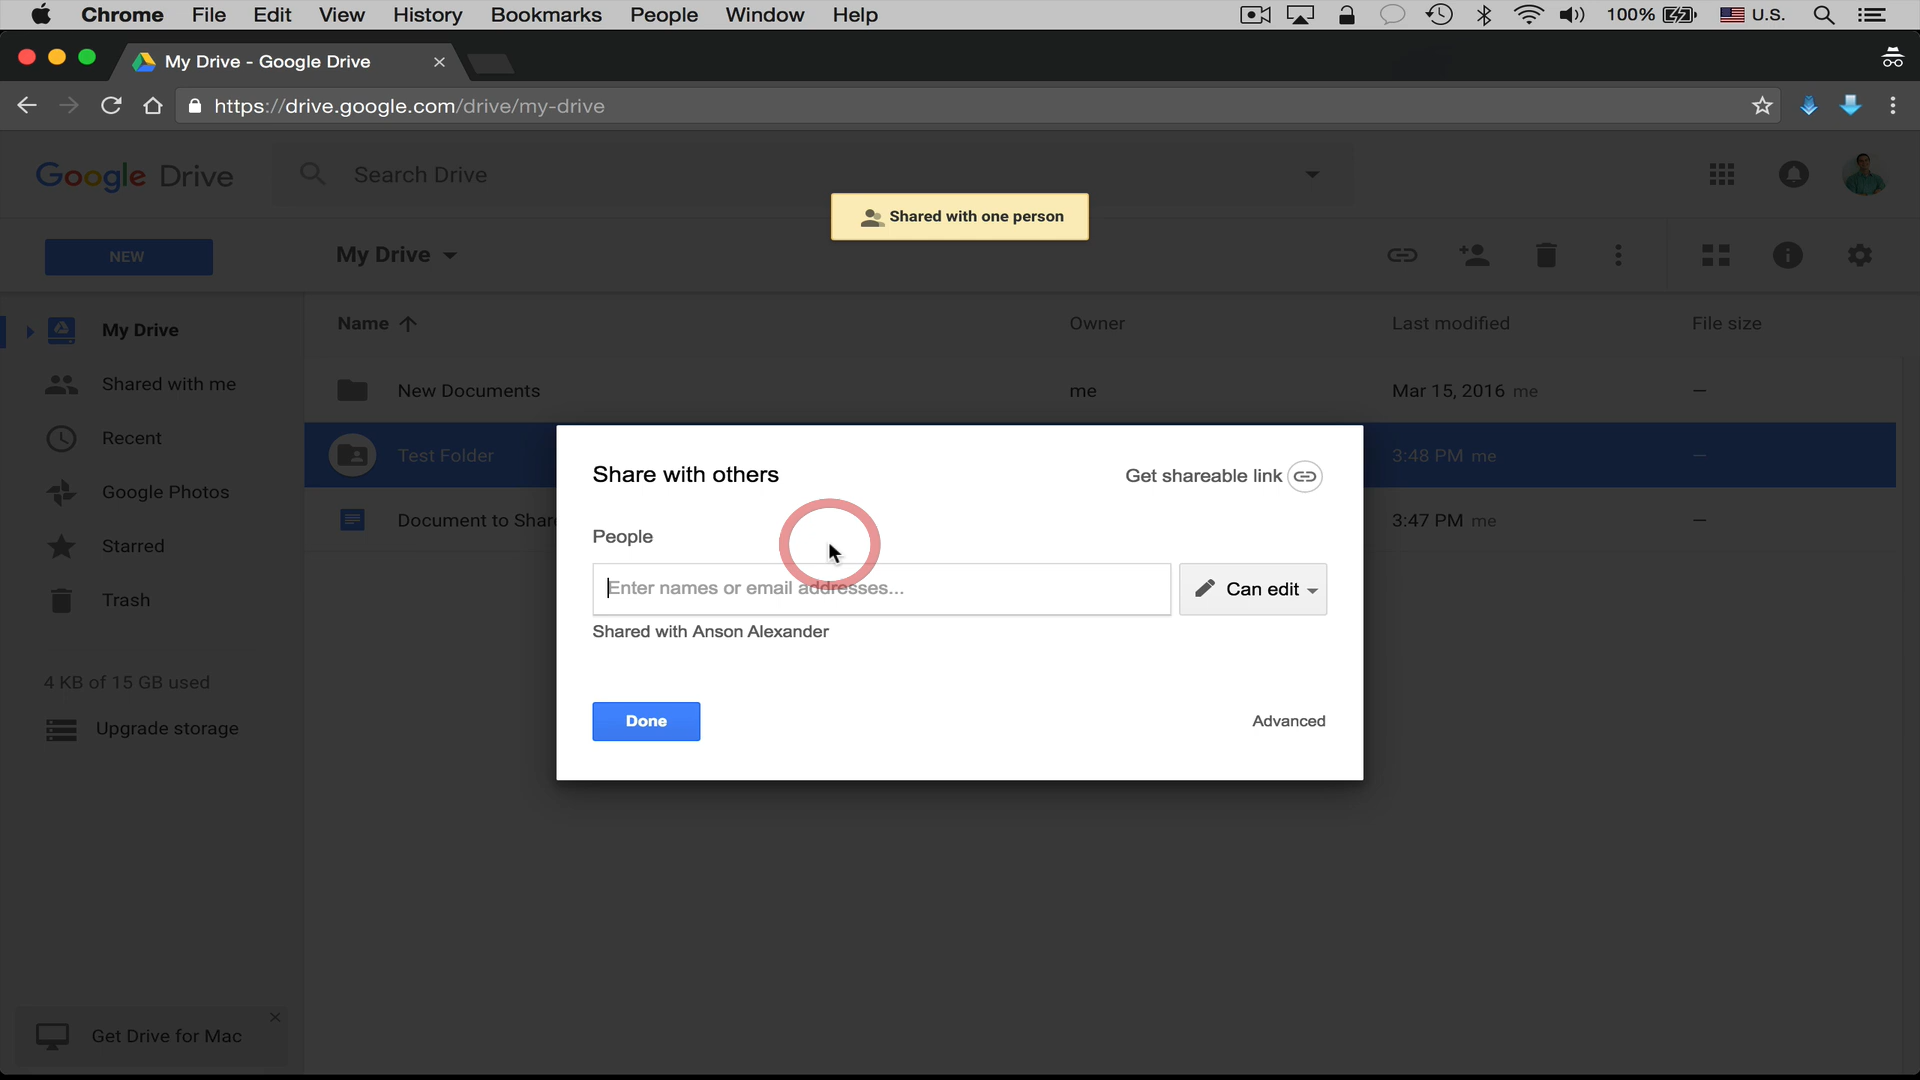 Chrome File Edit View History Bookmarks People Window Help 100% U.S.
My Drive - Google Drive
https://drive.google.com/drive/my-drive
Google Drive Search Drive
Shared with one person
NEW My Drive
Name Owner Last modified File size
My Drive
Shared with me
Recent
Google Photos
Starred
Trash
4 KB of 15 GB used
Upgrade storage
Get Drive for Mac
New Documents me Mar 15, 2016 me —
Test Folder 3:48 PM me —
Document to Shar 3:47 PM me —
Share with others Get shareable link
People
Enter names or email addresses... Can edit
Shared with Anson Alexander
Done Advanced